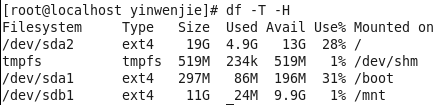 [root@localhost yinwenjie]# df -T -H
Filesystem     Type   Size  Used Avail Use% Mounted on
/dev/sda2      ext4    19G  4.9G   13G  28% /
tmpfs          tmpfs  519M  234k  519M   1% /dev/shm
/dev/sda1      ext4   297M   86M  196M  31% /boot
/dev/sdb1      ext4    11G   24M  9.9G   1% /mnt